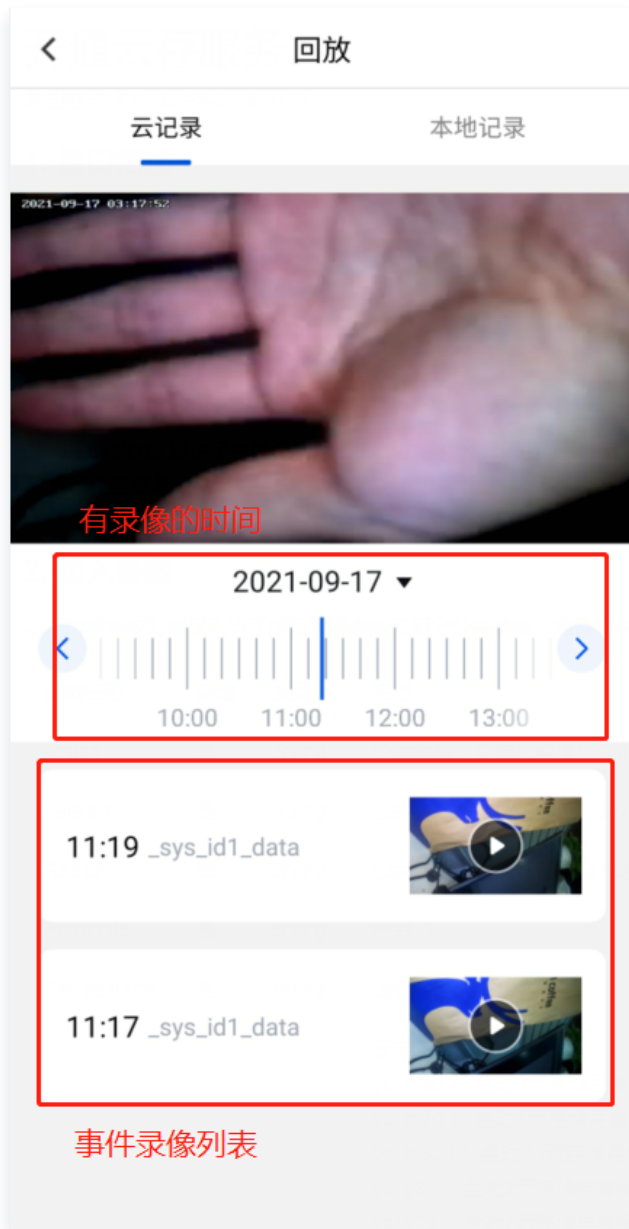 回放
云记录 本地记录
2021-09-17 03:17:52
有录像的时间
2021-09-17
10:00 11:00 12:00 13:00
11:19 _sys_id1_data
11:17 _sys_id1_data
coffee
事件录像列表